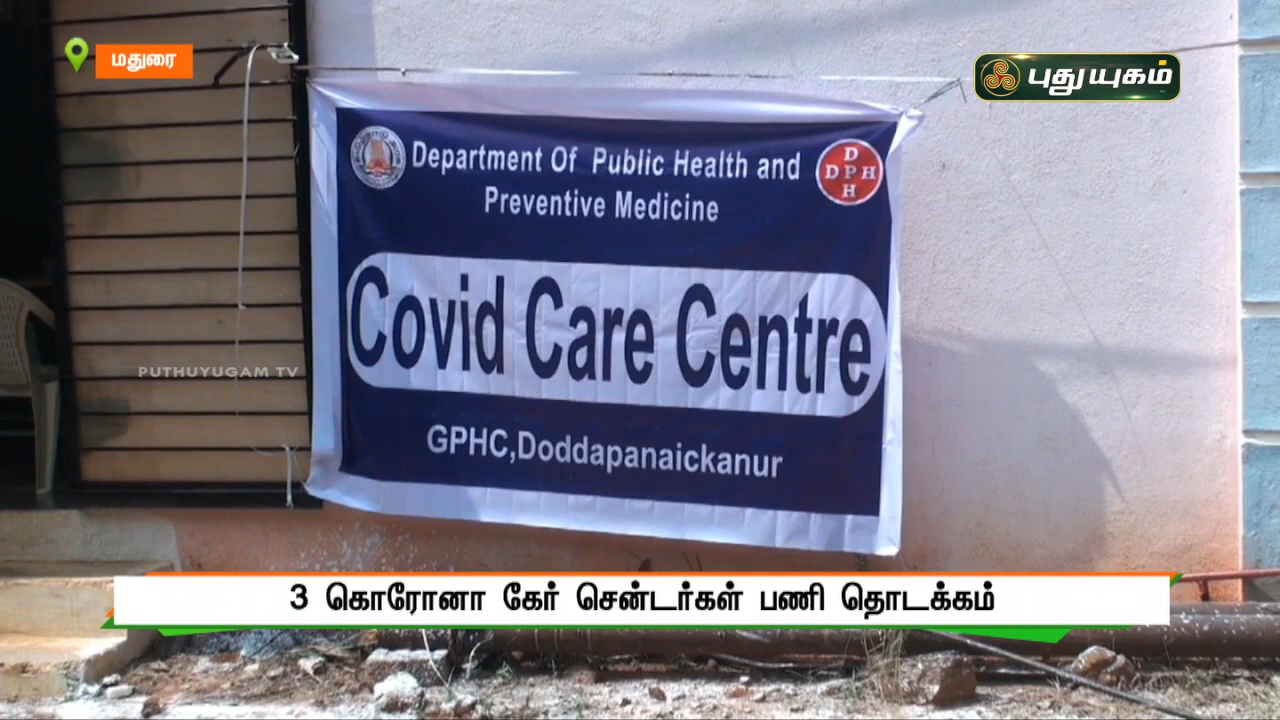 மதுரை
புதுயுகம்
Department Of Public Health and
Preventive Medicine
D
DPH
H
Covid Care Centre
GPHC,Doddapanaickanur
PUTHUYUGAM TV
3 கொரோனா கேர் சென்டர்கள் பணி தொடக்கம்